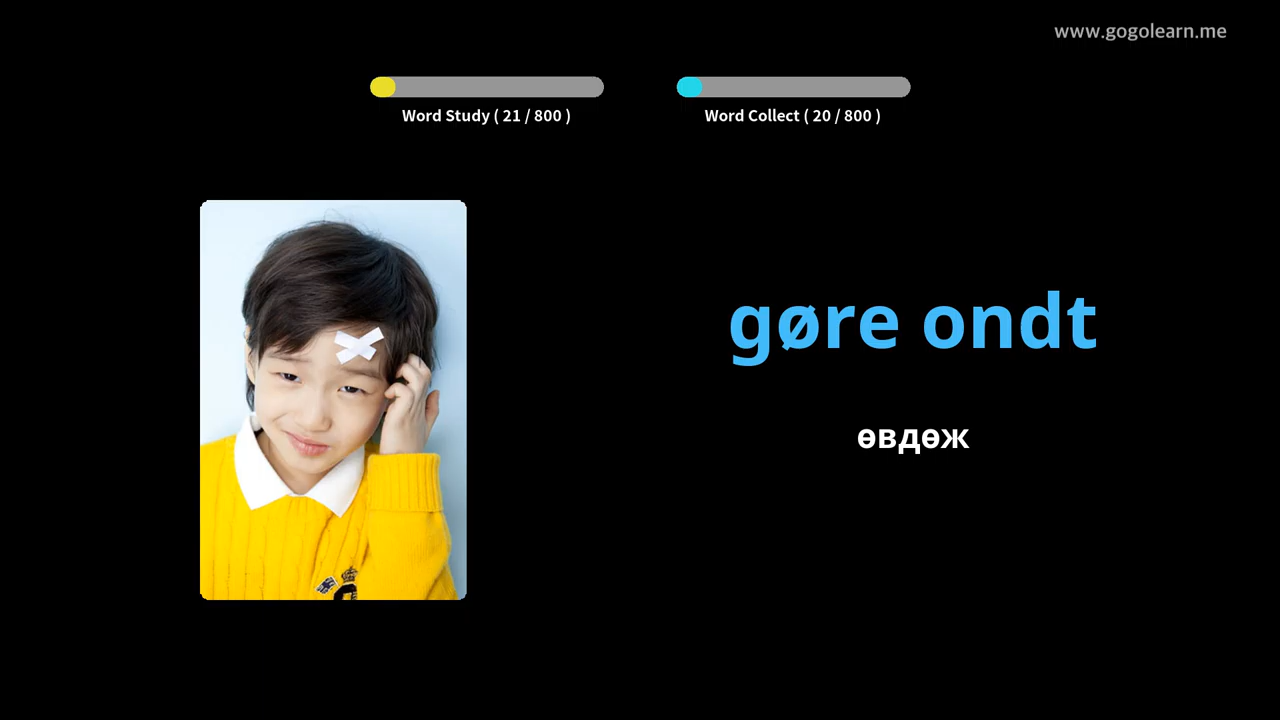 www.gogolearn.me
Word Study ( 21 / 800 )
Word Collect ( 20 / 800 )
gøre ondt
өвдөж